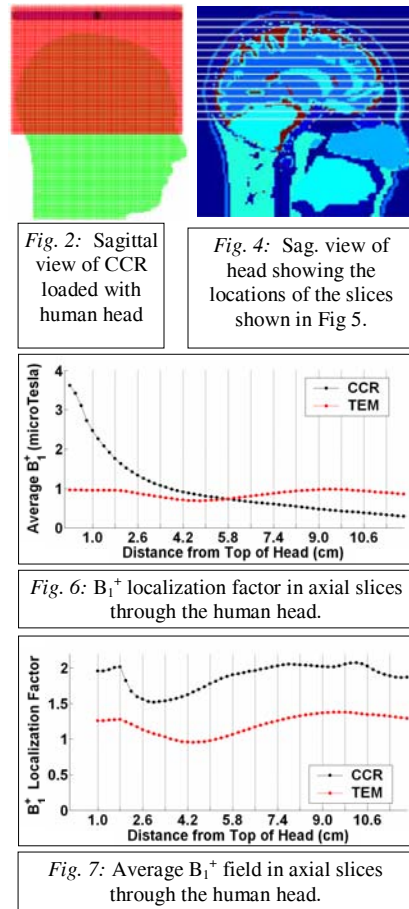 Fig. 2: Sagittal
view of CCR
loaded with
human head
Fig. 4: Sag. view of
head showing the
locations of the slices
shown in Fig 5.
Average B₁⁺ (microTesla)
4
3
2
1
0
CCR
TEM
1.0 2.6 4.2 5.8 7.4 9.0 10.6
Distance from Top of Head (cm)
Fig. 6: B₁⁺ localization factor in axial slices
through the human head.
B₁⁺ Localization Factor
2
1.5
1
0.5
0
CCR
TEM
1.0 2.6 4.2 5.8 7.4 9.0 10.6
Distance from Top of Head (cm)
Fig. 7: Average B₁⁺ field in axial slices
through the human head.